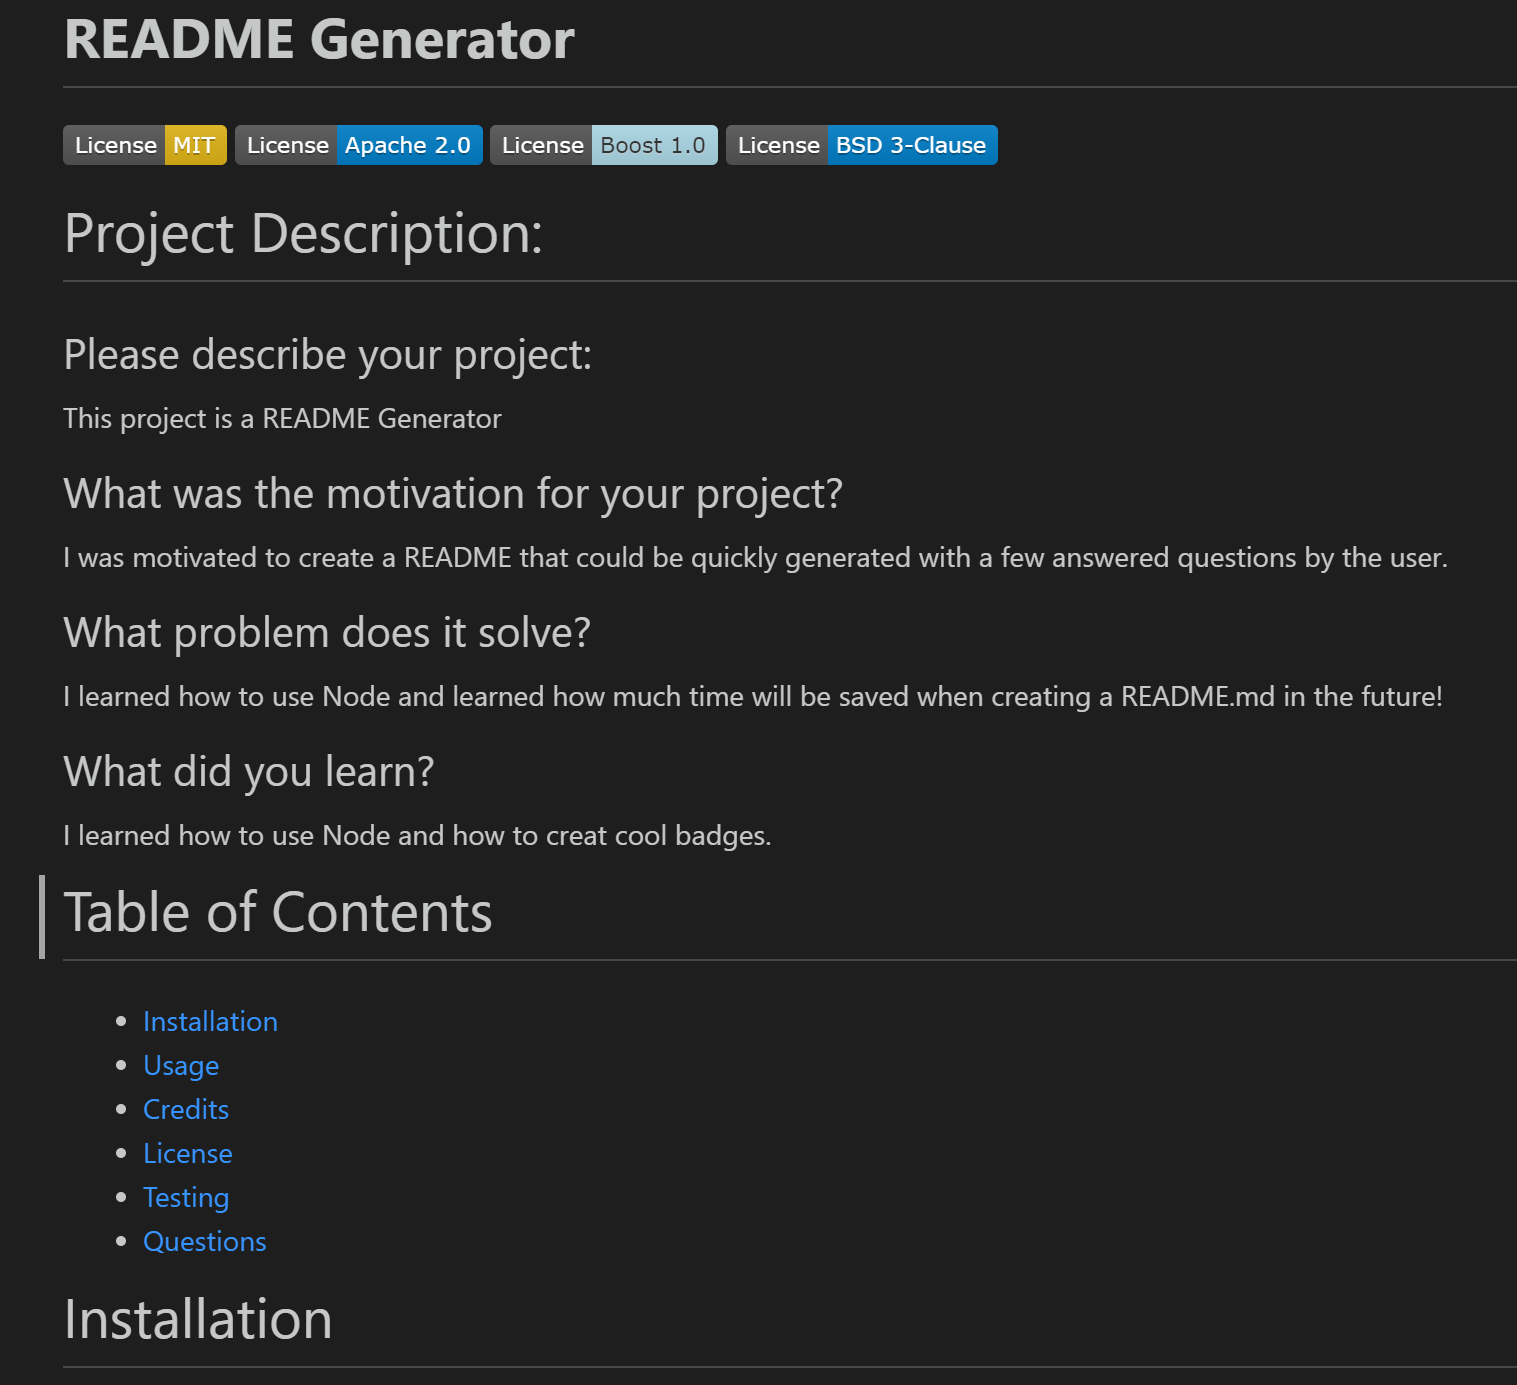 README Generator
License MIT License Apache 2.0 License Boost 1.0 License BSD 3-Clause
Project Description:
Please describe your project:
This project is a README Generator
What was the motivation for your project?
I was motivated to create a README that could be quickly generated with a few answered questions by the user.
What problem does it solve?
I learned how to use Node and learned how much time will be saved when creating a README.md in the future!
What did you learn?
I learned how to use Node and how to creat cool badges.
Table of Contents
Installation
Usage
Credits
License
Testing
Questions
Installation